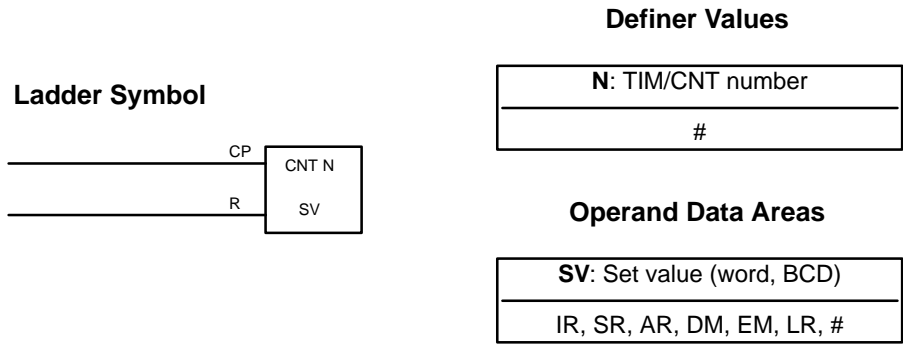 Definer Values
N: TIM/CNT number
#
Ladder Symbol
CP
CNT N
R
SV
Operand Data Areas
SV: Set value (word, BCD)
IR, SR, AR, DM, EM, LR, #